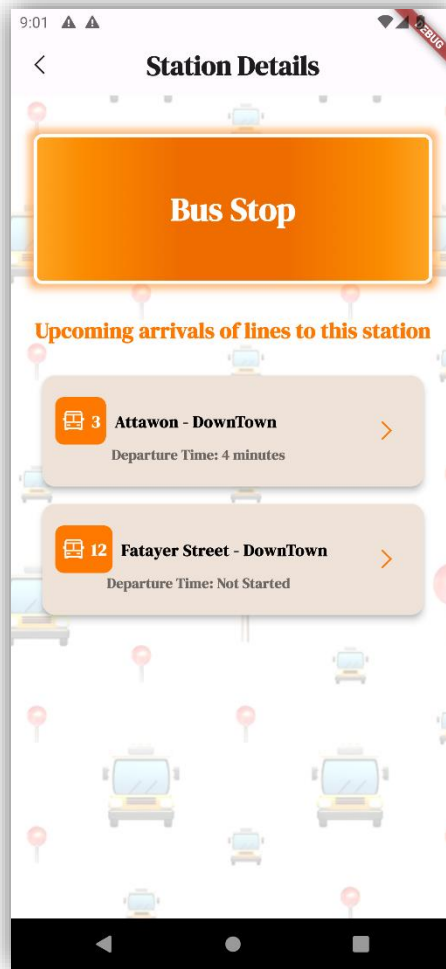 9:01
DEBUG
Station Details
Bus Stop
Upcoming arrivals of lines to this station
3 Attawon - DownTown
Departure Time: 4 minutes
12 Fatayer Street - DownTown
Departure Time: Not Started